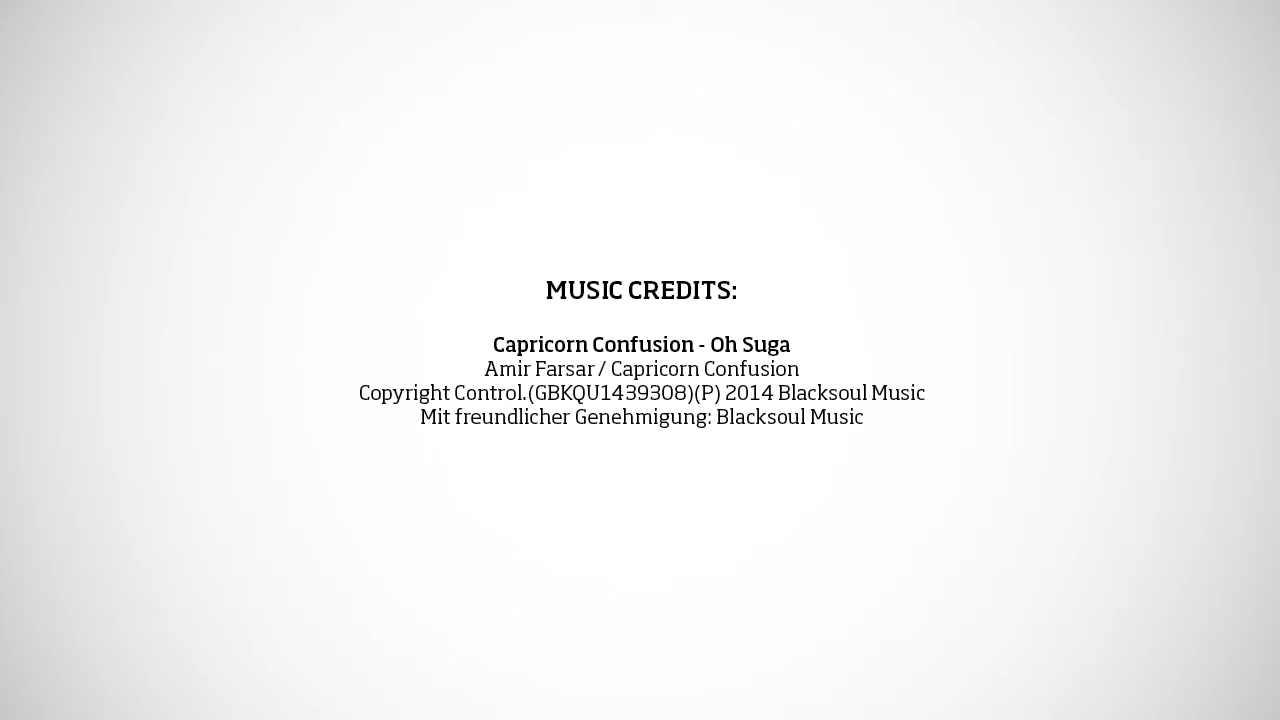 MUSIC CREDITS:
Capricorn Confusion - Oh Suga
Amir Farsar / Capricorn Confusion
Copyright Control.(GBKQU1439308)(P) 2014 Blacksoul Music
Mit freundlicher Genehmigung: Blacksoul Music